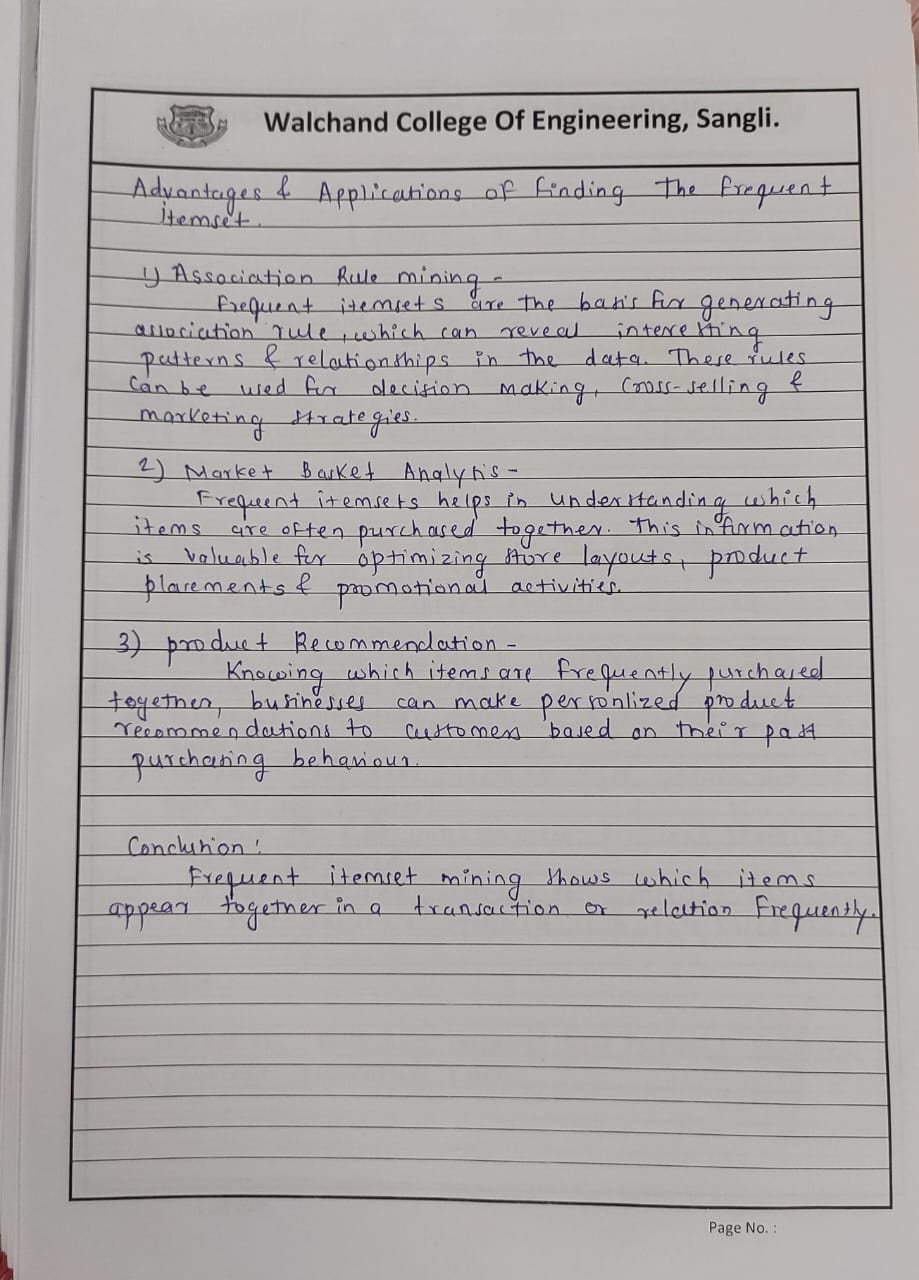 Walchand College Of Engineering, Sangli.
Advantages & Applications of finding the frequent
itemset.
1) Association Rule mining -
frequent itemsets are the basis for generating
association rule, which can reveal interesting
patterns & relationships in the data. These rules
can be used for decision making, cross-selling &
marketing strategies.
2) Market Basket Analysis -
Frequent itemsets helps in understanding which
items are often purchased together. This information
is valuable for optimizing store layouts, product
placements & promotional activities.
3) product Recommendation -
Knowing which items are frequently purchased
together, businesses can make personlized product
recommendations to customers based on their past
purchasing behaviour.
Conclusion :
Frequent itemset mining shows which items
appear together in a transaction or relation frequently.
Page No. :